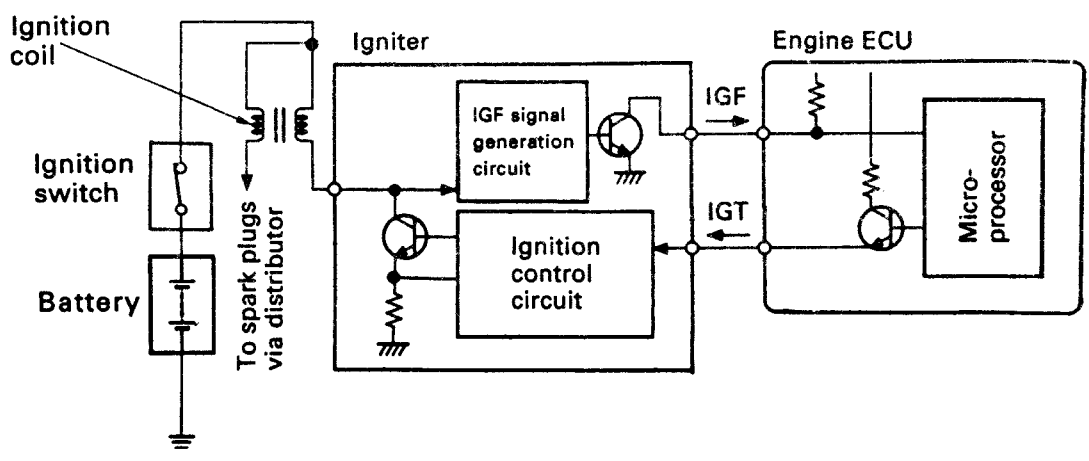 Ignition
coil
Igniter
Engine ECU
IGF signal
generation
circuit
IGF
Ignition
switch
Micro-
processor
IGT
Ignition
control
circuit
Battery
To spark plugs
via distributor